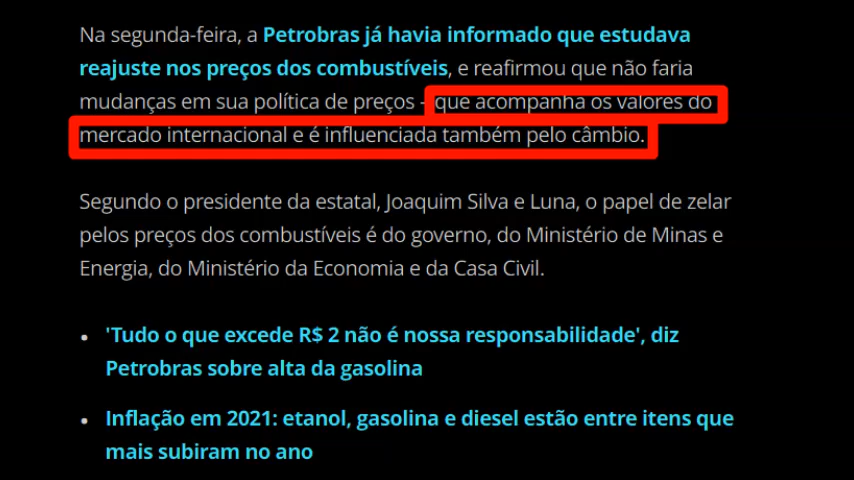 Na segunda-feira, a Petrobras já havia informado que estudava
reajuste nos preços dos combustíveis, e reafirmou que não faria
mudanças em sua política de preços - que acompanha os valores do
mercado internacional e é influenciada também pelo câmbio.
Segundo o presidente da estatal, Joaquim Silva e Luna, o papel de zelar
pelos preços dos combustíveis é do governo, do Ministério de Minas e
Energia, do Ministério da Economia e da Casa Civil.
• 'Tudo o que excede R$ 2 não é nossa responsabilidade', diz
Petrobras sobre alta da gasolina
• Inflação em 2021: etanol, gasolina e diesel estão entre itens que
mais subiram no ano